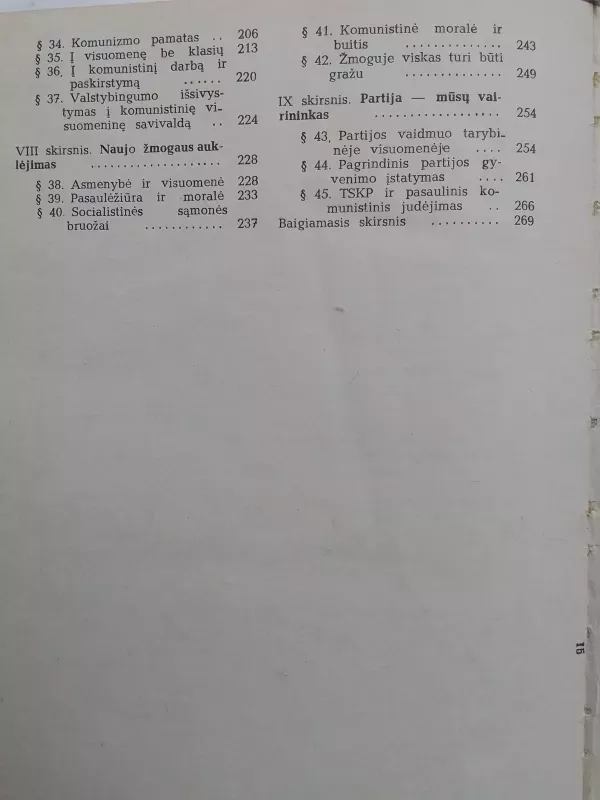 § 34. Komunizmo pamatas .. 206
§ 35. Į visuomenę be klasių 213
§ 36. Į komunistinį darbą ir
paskirstymą ...... 220
§ 37. Valstybingumo išsivys-
tymas į komunistinię vi-
suomeninę savivaldą .. 224
VIII skirsnis. Naujo žmogaus auk-
lėjimas .................... 228
§ 38. Asmenybė ir visuomenė 228
§ 39. Pasaulėžiūra ir moralė 233
§ 40. Socialistinės sąmonės
bruožai ............ 237
§ 41. Komunistinė moralė ir
buitis .............. 243
§ 42. Žmoguje viskas turi būti
gražu .............. 249
IX skirsnis. Partija — mūsų vai-
rininkas .................. 254
§ 43. Partijos vaidmuo tarybi-
nėje visuomenėje .... 254
§ 44. Pagrindinis partijos gy-
venimo įstatymas .... 261
§ 45. TSKP ir pasaulinis ko-
munistinis judėjimas .. 266
Baigiamasis skirsnis .......... 269
15